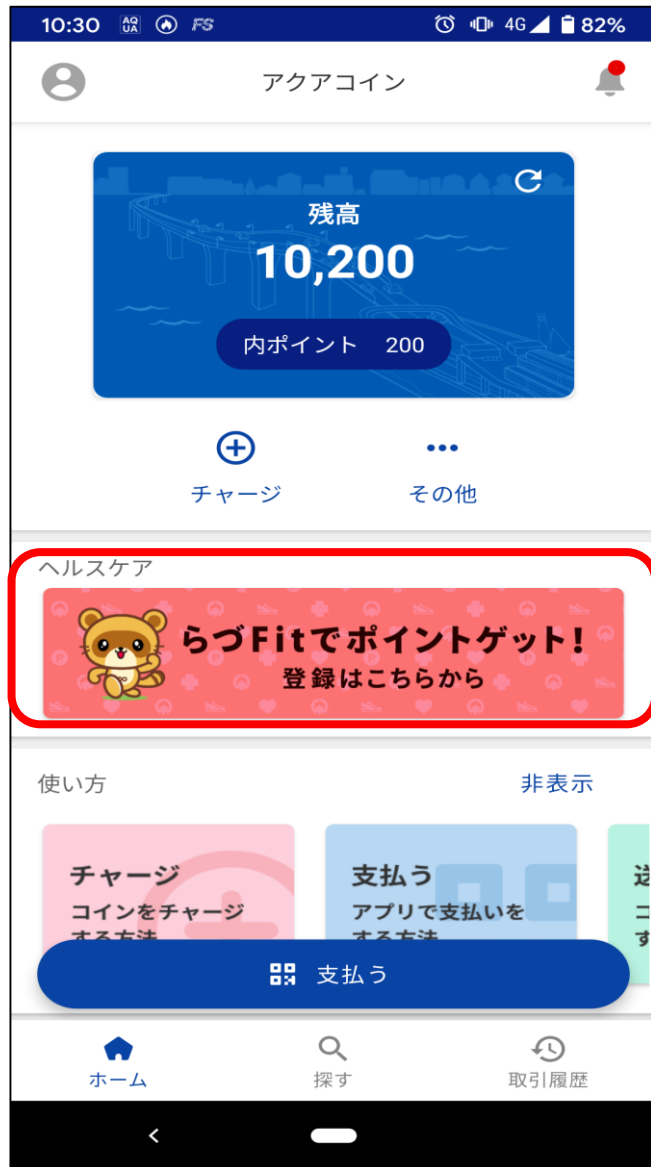 10:30 AQUA FS 4G 82%
アクアコイン
残高
10,200
内ポイント 200
チャージ その他
ヘルスケア
らづFitでポイントゲット!
登録はこちらから
使い方 非表示
チャージ
コインをチャージ
する方法
支払う
アプリで支払いを
する方法
送
コ
す
支払う
ホーム 探す 取引履歴